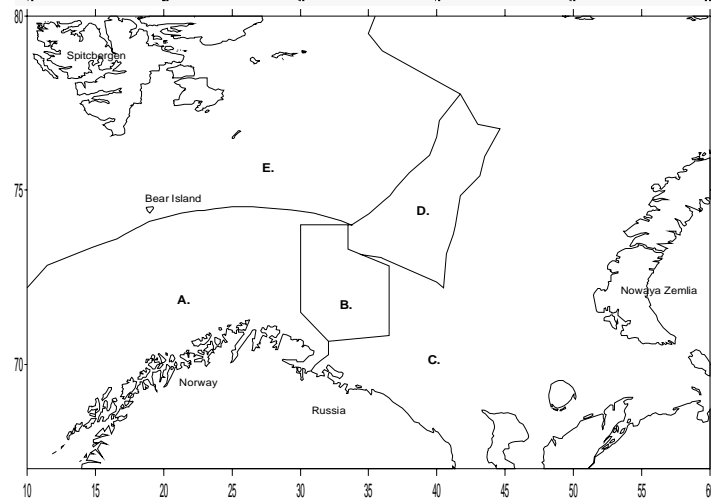 80
Spitcbergen
E.
75
Bear Island
D.
Nowaya Zemlia
A.
B.
70
C.
Norway
Russia
10 15 20 25 30 35 40 45 50 55 60